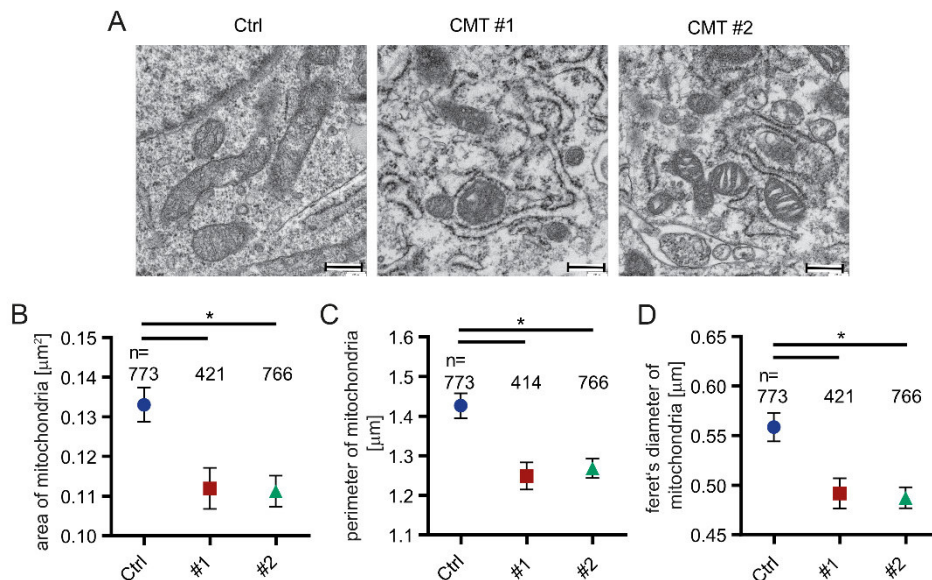 A
Ctrl
CMT #1
CMT #2
B
area of mitochondria [μm²]
0.15
0.14
0.13
0.12
0.11
0.10
*
n=
773
421
766
Ctrl
#1
#2
C
perimeter of mitochondria
[μm]
1.6
1.5
1.4
1.3
1.2
1.1
*
n=
773
414
766
Ctrl
#1
#2
D
feret's diameter of
mitochondria [μm]
0.65
0.60
0.55
0.50
0.45
*
n=
773
421
766
Ctrl
#1
#2